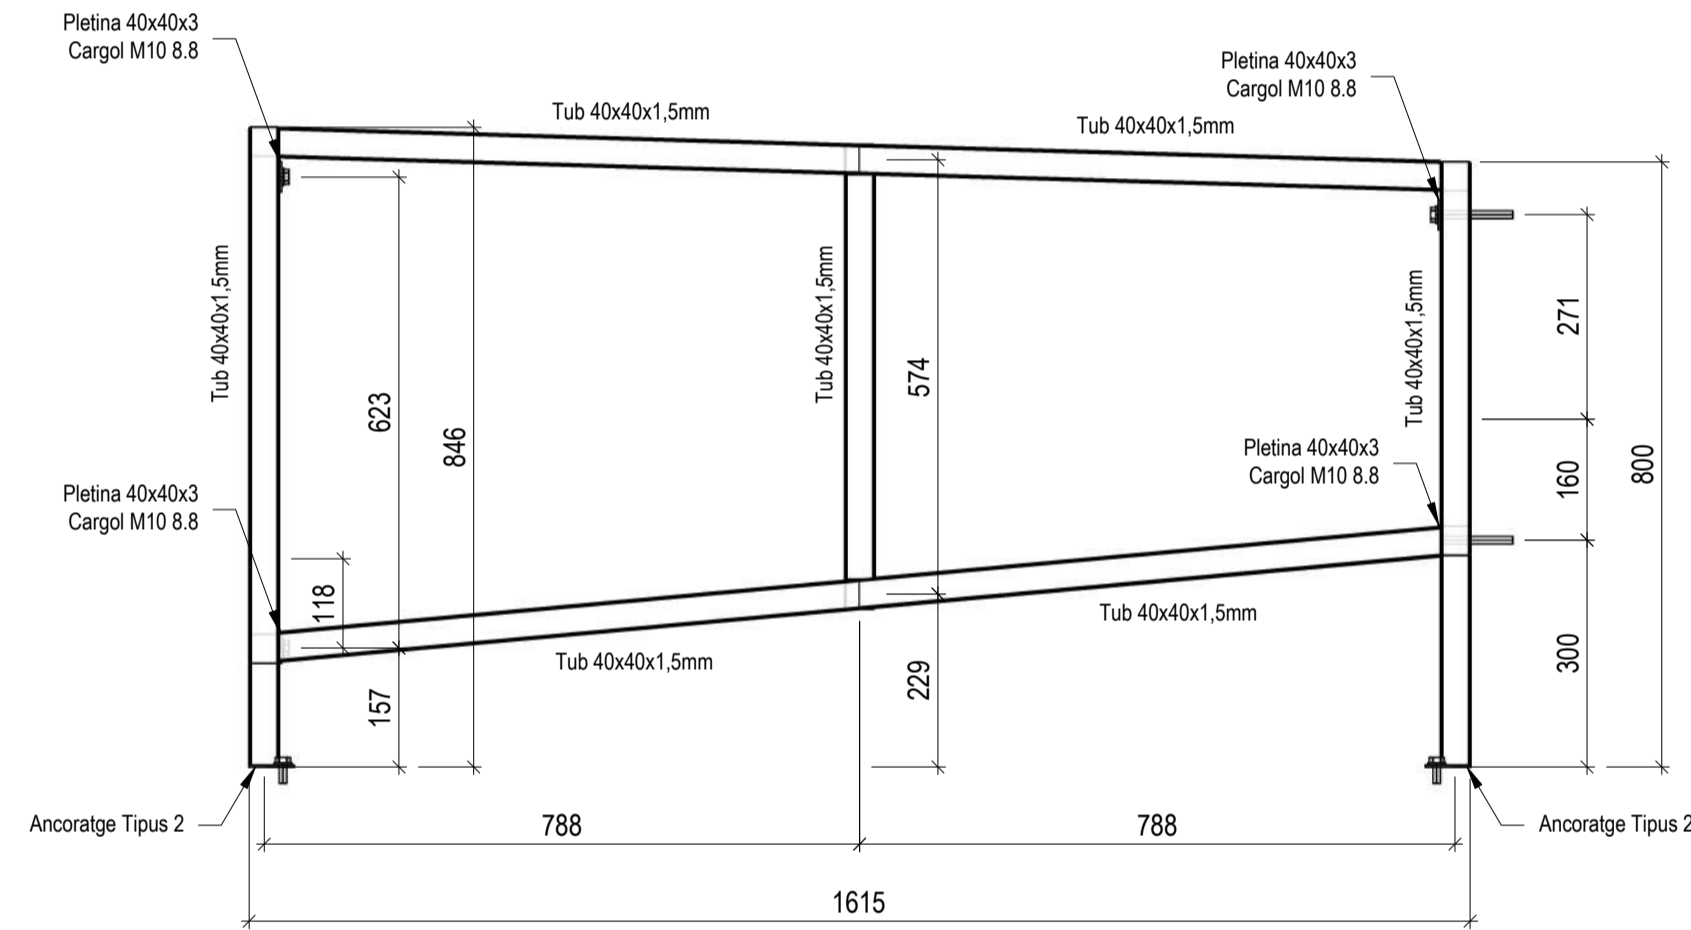 Pletina 40x40x3
Cargol M10 8.8
Pletina 40x40x3
Cargol M10 8.8
Tub 40x40x1,5mm
Tub 40x40x1,5mm
Tub 40x40x1,5mm
Tub 40x40x1,5mm
Tub 40x40x1,5mm
623
846
574
271
160
800
Pletina 40x40x3
Cargol M10 8.8
Pletina 40x40x3
Cargol M10 8.8
118
157
229
300
Tub 40x40x1,5mm
Tub 40x40x1,5mm
Ancoratge Tipus 2
788
788
Ancoratge Tipus 2
1615